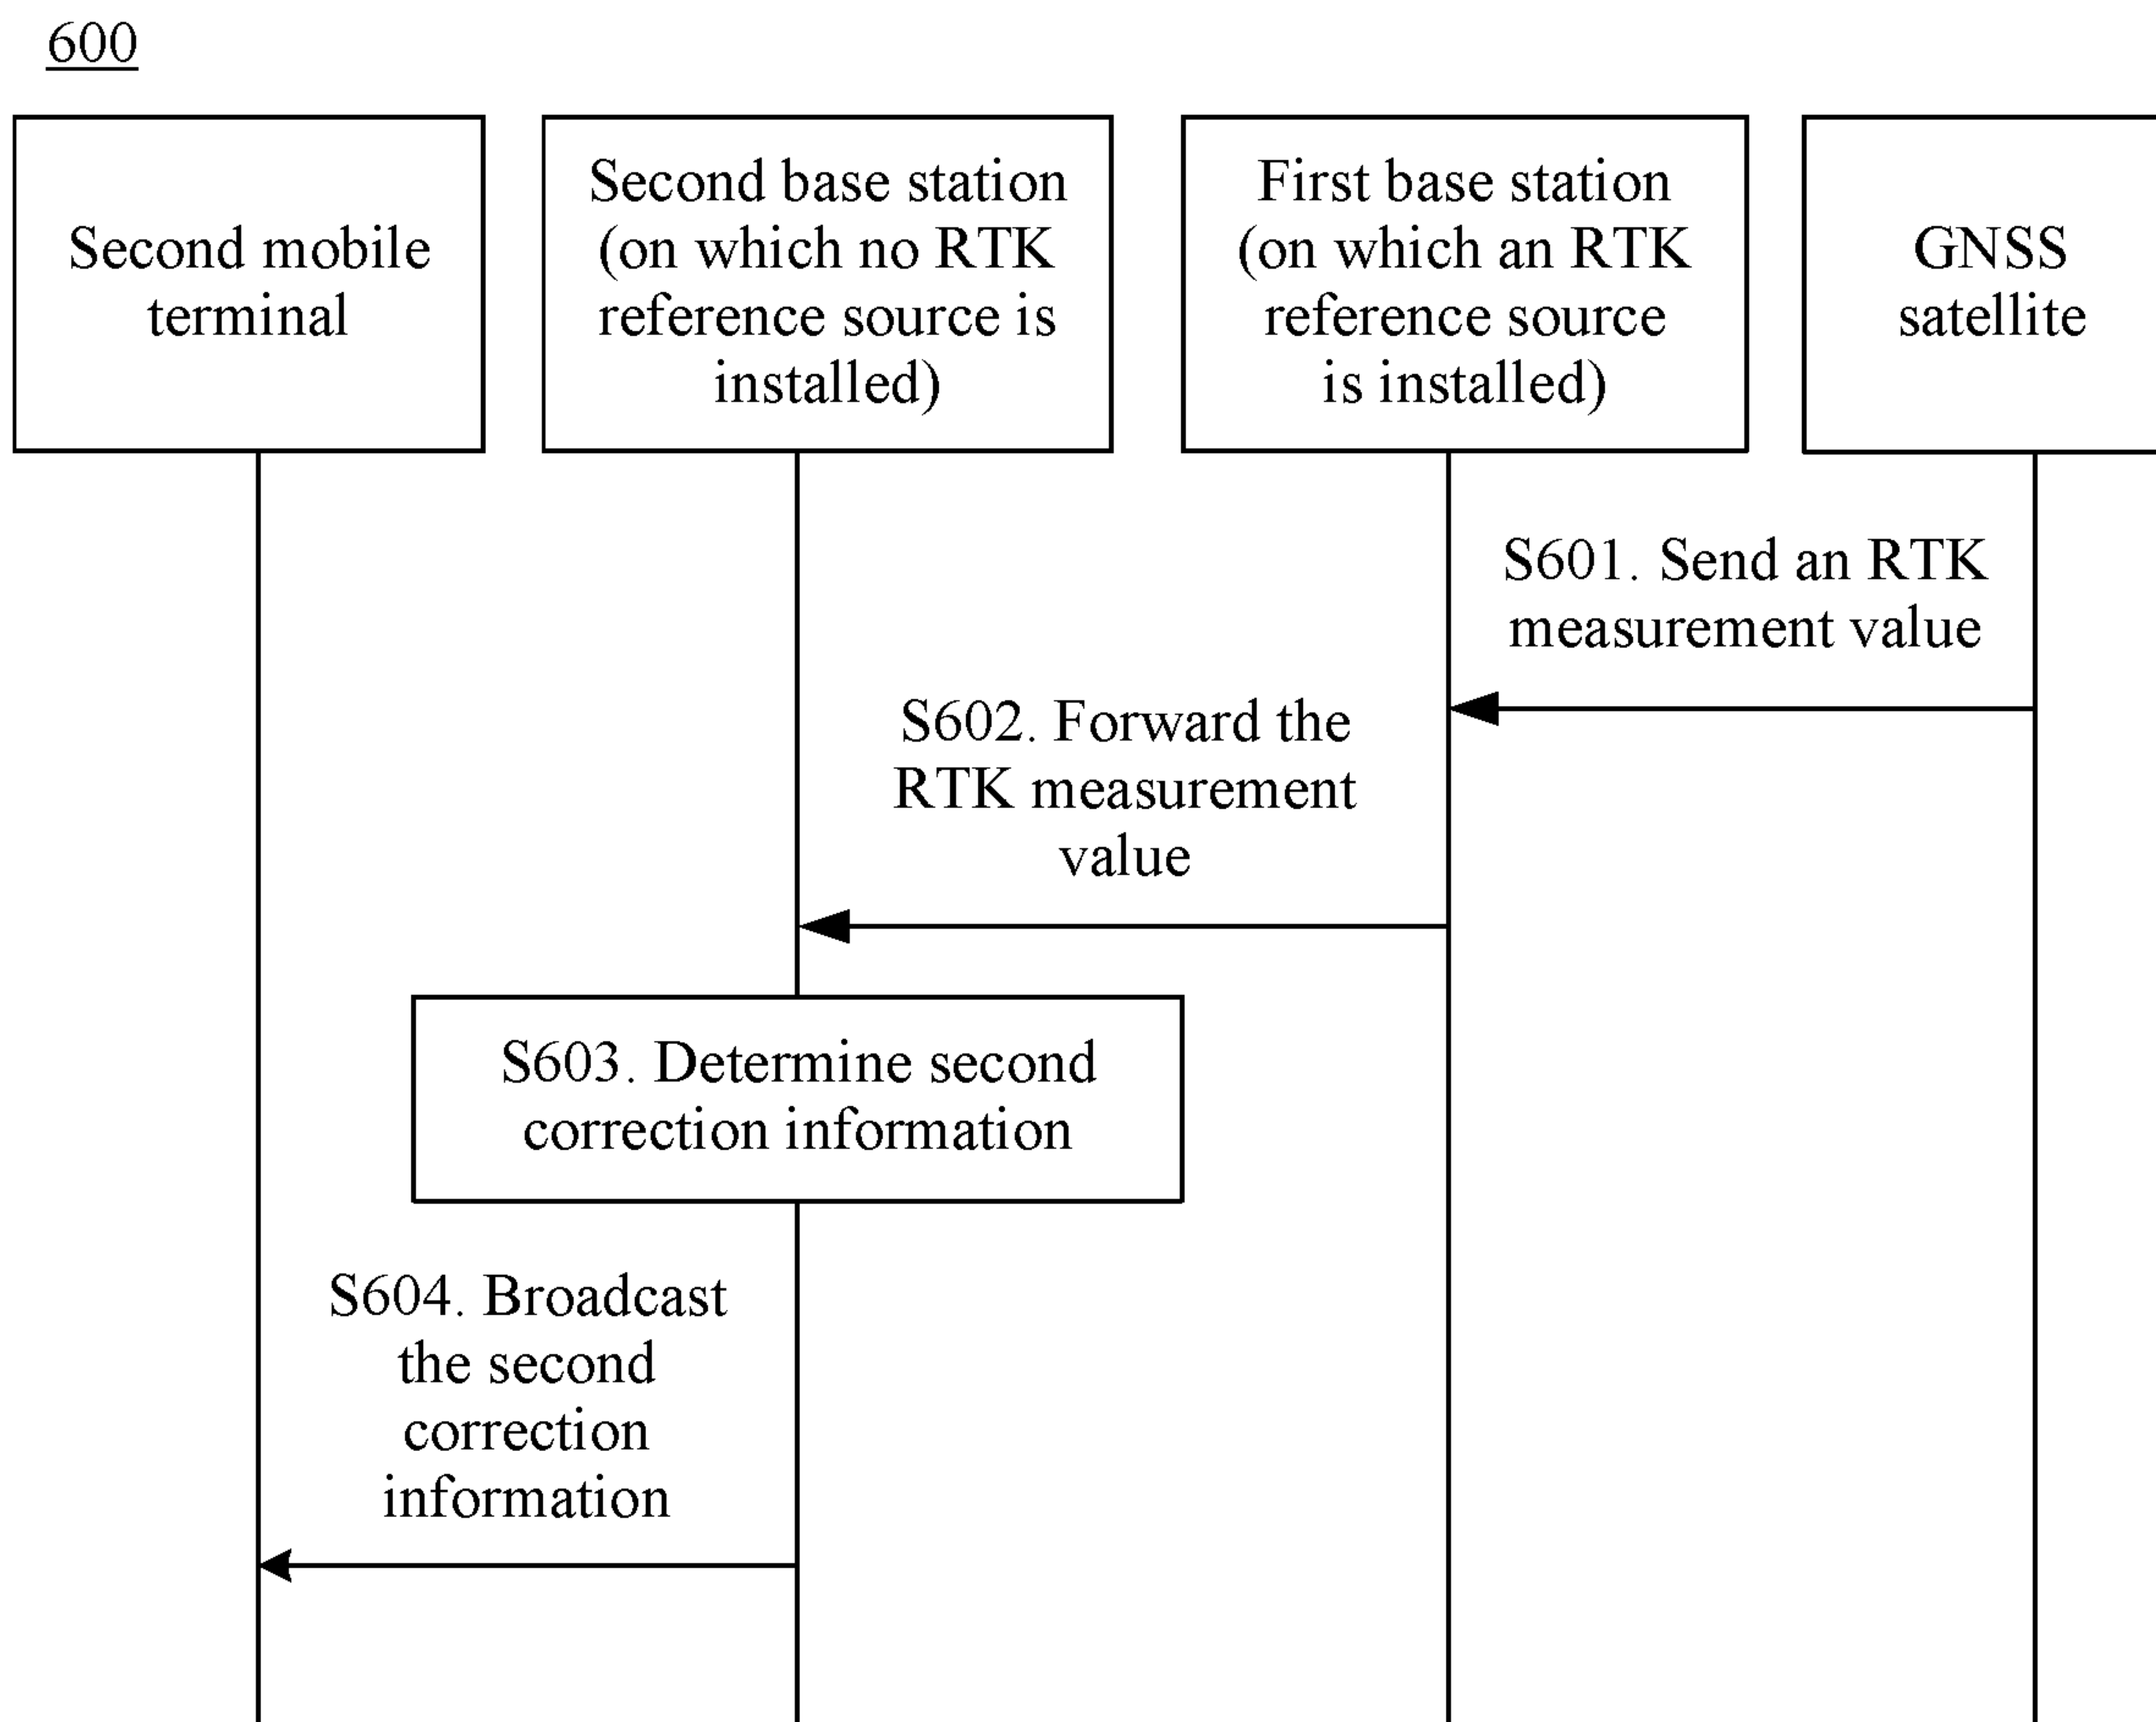 600
Second mobile
terminal
Second base station
(on which no RTK
reference source is
installed)
First base station
(on which an RTK
reference source
is installed)
GNSS
satellite
S601. Send an RTK
measurement value
S602. Forward the
RTK measurement
value
S603. Determine second
correction information
S604. Broadcast
the second
correction
information